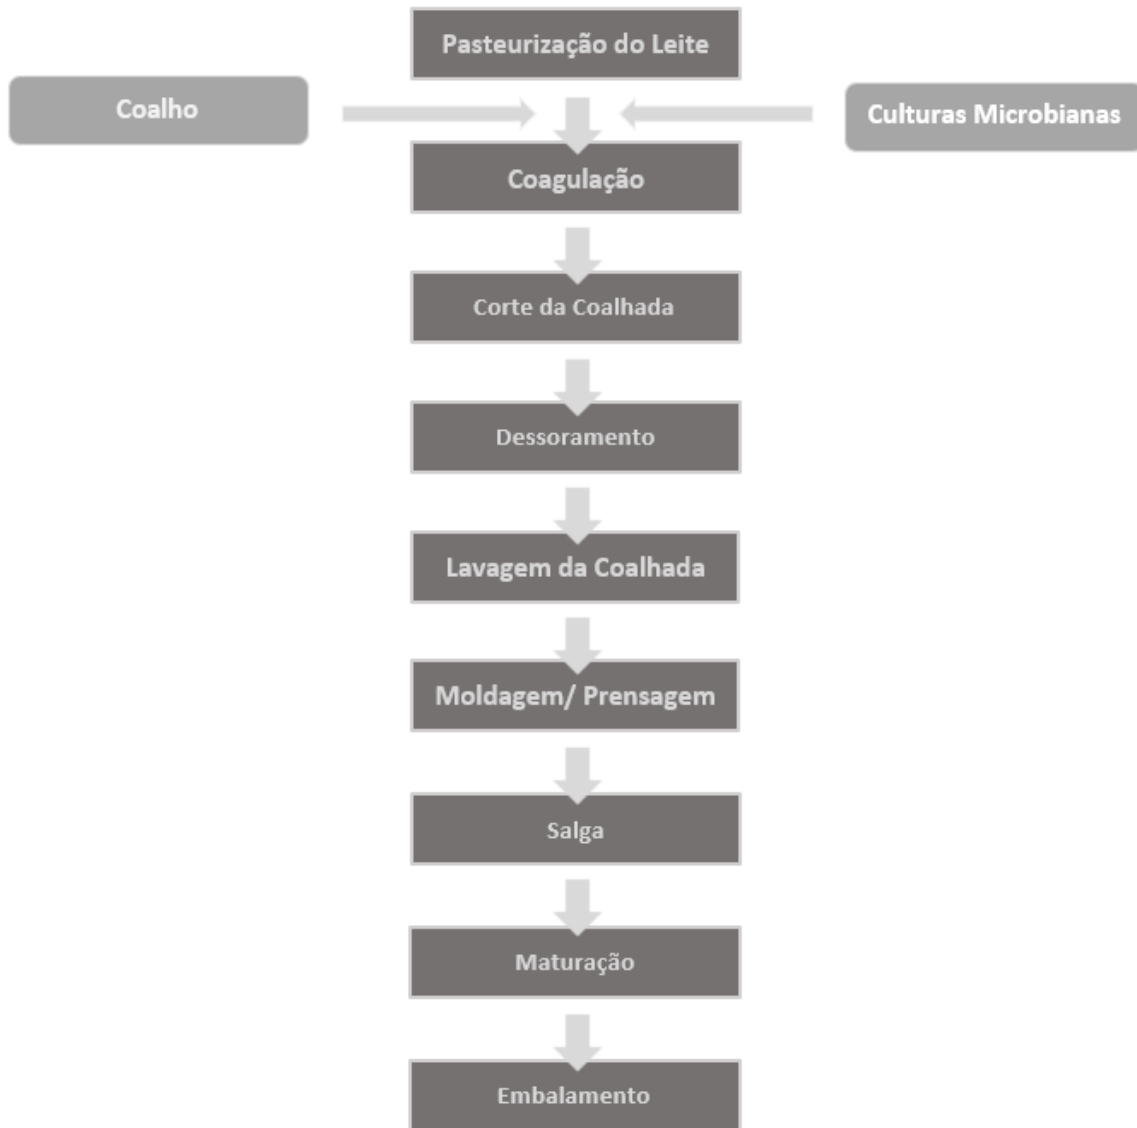 Pasteurização do Leite
Coalho
Culturas Microbianas
Coagulação
Corte da Coalhada
Dessoramento
Lavagem da Coalhada
Moldagem/ Prensagem
Salga
Maturação
Embalamento